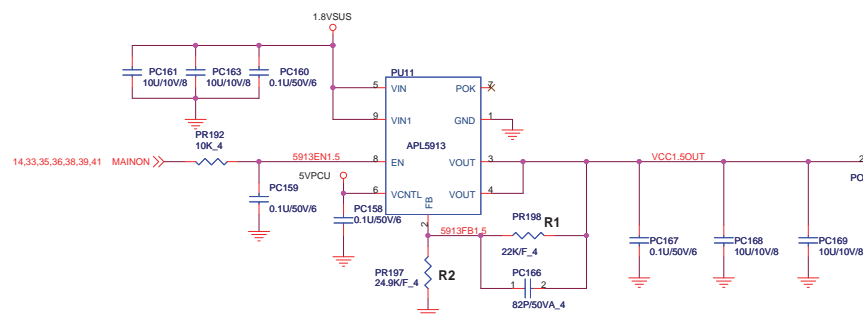 1.8VSUS
PU11
PC161
10U/10V/8
PC163
10U/10V/8
PC160
0.1U/50V/6
5 VIN
POK 7
9 VIN1
GND 1
PR192
10K_4
APL5913
14,33,35,36,38,39,41 MAINON
5913EN1.5
8 EN
VOUT 3
VCC1.5OUT
2
PO
5VPCU
6 VCNTL
VOUT 4
PC159
0.1U/50V/6
PC158
0.1U/50V/6
FB
2
5913FB1.5
PR198 R1
22K/F_4
PC167
0.1U/50V/6
PC168
10U/10V/8
PC169
10U/10V/8
PR197 R2
24.9K/F_4
PC166
1 2
82P/50VA_4